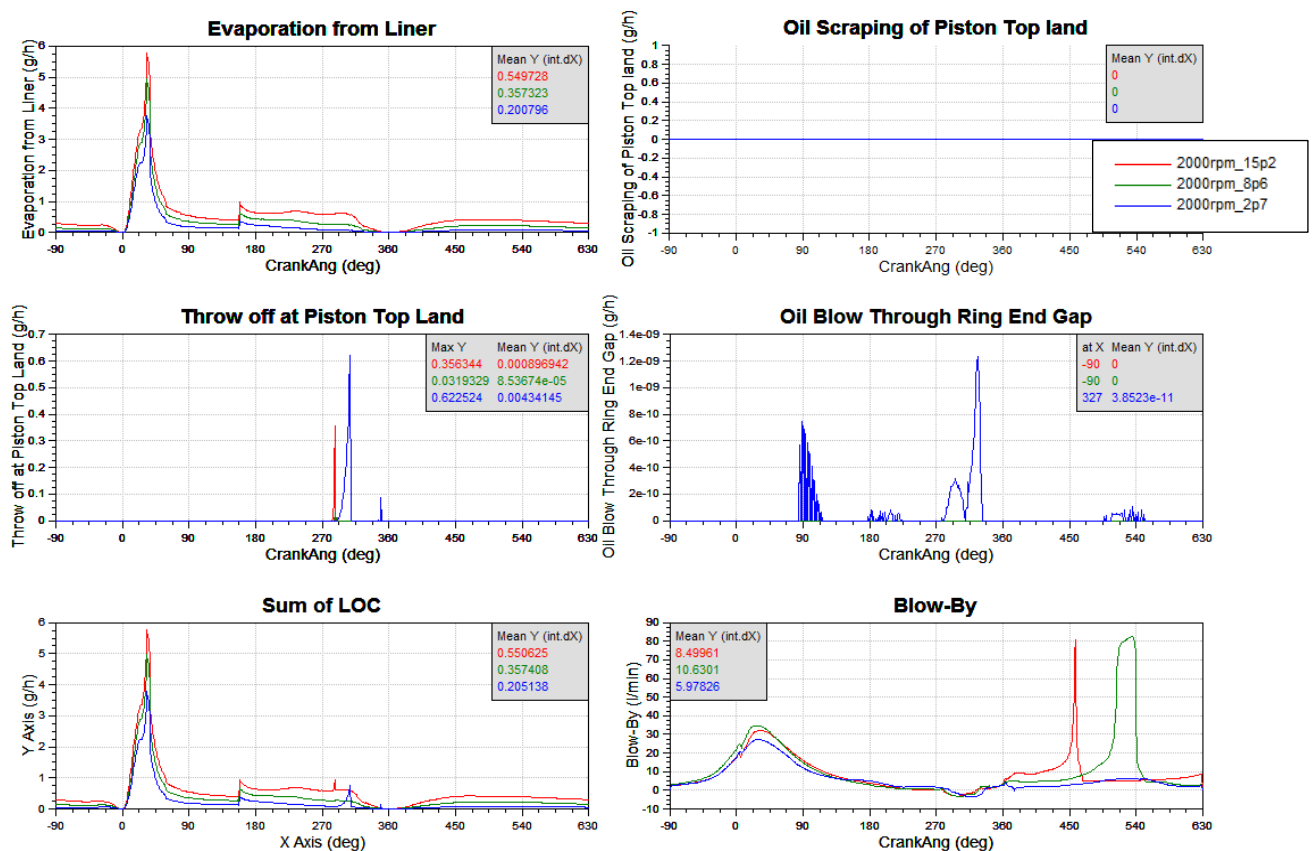 Evaporation from Liner
Evaporation from Liner (g/h)
6
5
4
3
2
1
0
Mean Y (int.dX)
0.549728
0.357323
0.200796
-90 0 90 180 270 360 450 540 630
CrankAng (deg)
Oil Scraping of Piston Top land
Oil Scraping of Piston Top land (g/h)
1
0.8
0.6
0.4
0.2
0
-0.2
-0.4
-0.6
-0.8
-1
Mean Y (int.dX)
0
0
0
2000rpm_15p2
2000rpm_8p6
2000rpm_2p7
-90 0 90 180 270 360 450 540 630
CrankAng (deg)
Throw off at Piston Top Land
Throw off at Piston Top Land (g/h)
0.7
0.6
0.5
0.4
0.3
0.2
0.1
0
Max Y Mean Y (int.dX)
0.356344 0.000896942
0.0319329 8.53674e-05
0.622524 0.00434145
-90 0 90 180 270 360 450 540 630
CrankAng (deg)
Oil Blow Through Ring End Gap
Oil Blow Through Ring End Gap (g/h)
1.4e-09
1.2e-09
1e-09
8e-10
6e-10
4e-10
2e-10
0
at X Mean Y (int.dX)
-90 0
-90 0
327 3.8523e-11
-90 0 90 180 270 360 450 540 630
CrankAng (deg)
Sum of LOC
Y Axis (g/h)
6
5
4
3
2
1
0
Mean Y (int.dX)
0.550625
0.357408
0.205138
-90 0 90 180 270 360 450 540 630
X Axis (deg)
Blow-By
Blow-By (l/min)
90
80
70
60
50
40
30
20
10
0
-10
Mean Y (int.dX)
8.49961
10.6301
5.97826
-90 0 90 180 270 360 450 540 630
CrankAng (deg)